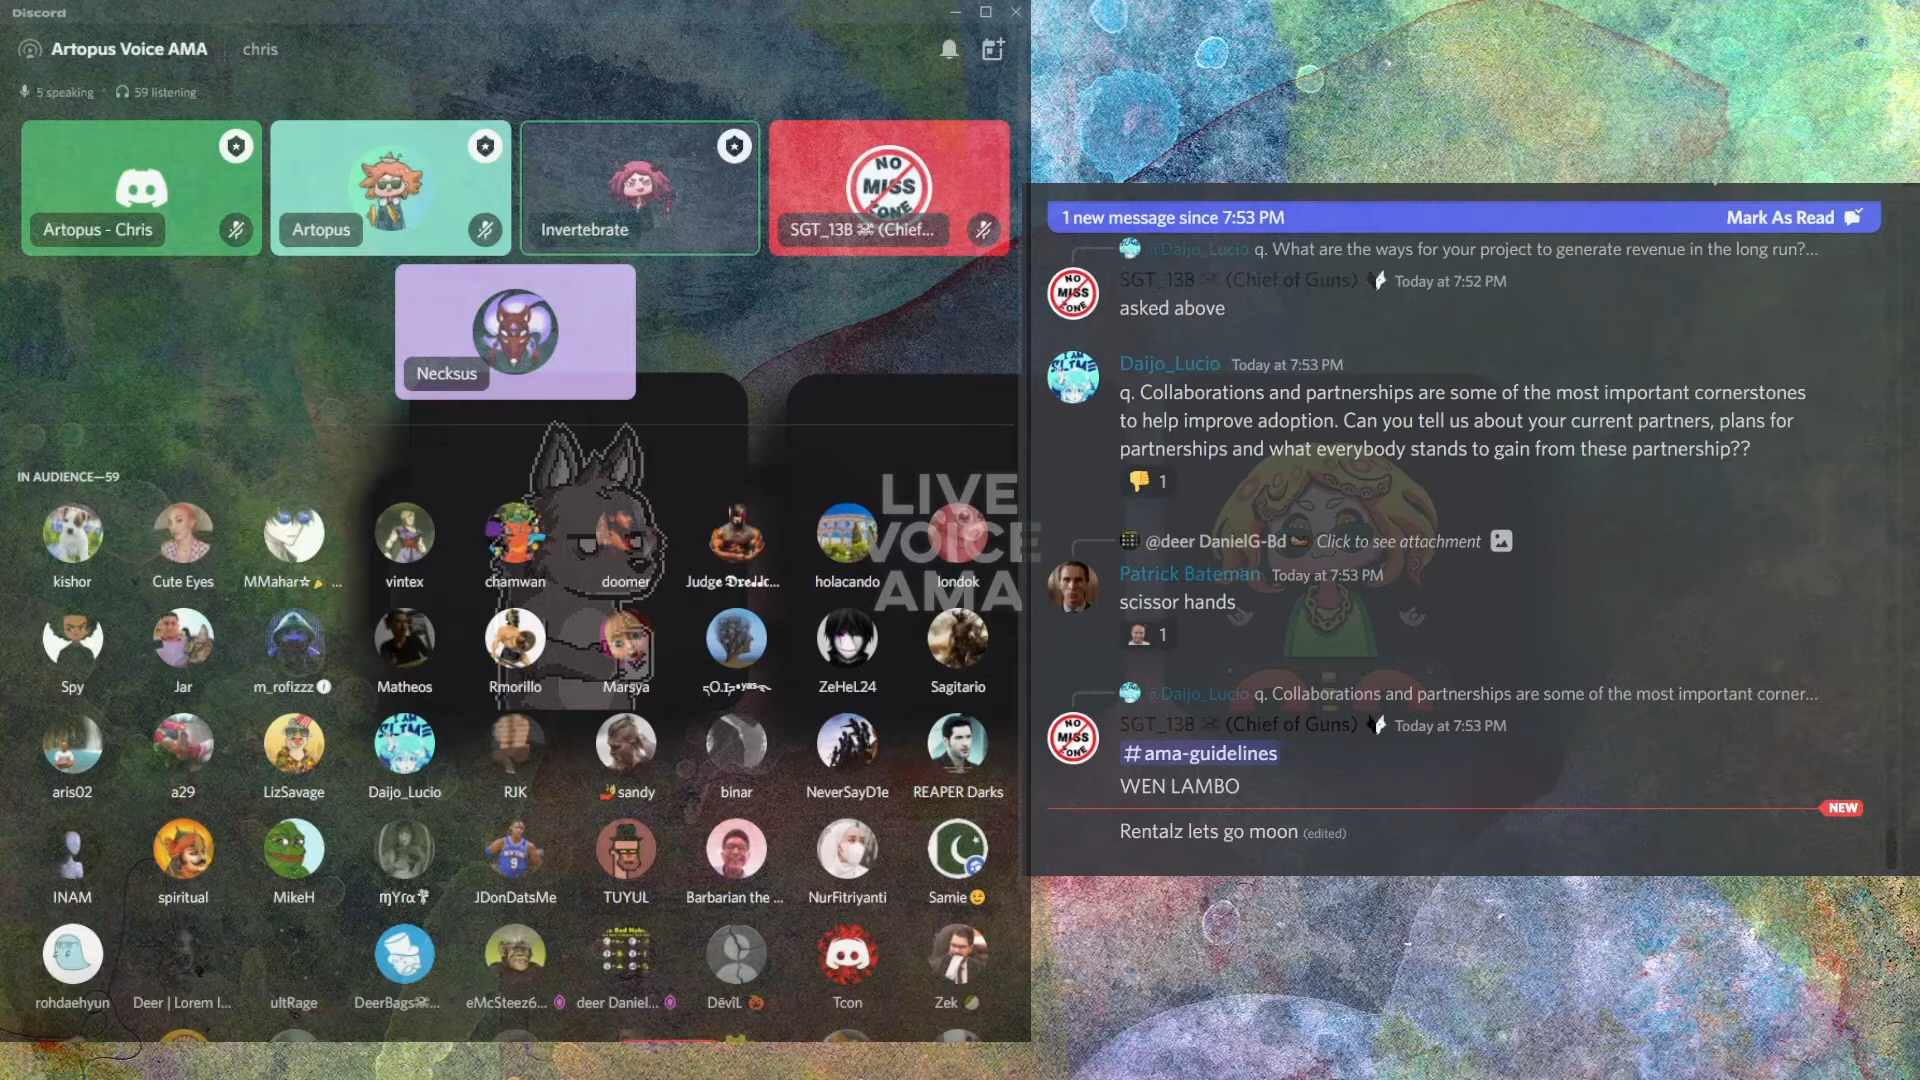 Discord
Artopus Voice AMA chris
5 speaking 59 listening
NO
MISS
ZONE
Artopus - Chris
Artopus
Invertebrate
SGT_13B (Chief...
Necksus
IN AUDIENCE—59
LIVE
VOICE
AMA
kishor
Cute Eyes
MMahar☆ ...
vintex
chamwan
doomer
Judge 𝕯𝖗𝖊𝖉𝖉...
holacando
londok
Spy
Jar
m_rofizzz
Matheos
Rmorillo
Marsya
ZeHeL24
Sagitario
aris02
a29
LizSavage
Daijo_Lucio
RJK
sandy
binar
NeverSayD1e
REAPER Darks
INAM
spiritual
MikeH
ɱYrα
JDonDatsMe
TUYUL
Barbarian the ...
NurFitriyanti
Samie 😉
rohdaehyun
Deer | Lorem I...
ultRage
DeerBags...
eMcSteez6...
deer Daniel...
DëvîL 🎃
Tcon
Zek
1 new message since 7:53 PM Mark As Read
@Daijo_Lucio q. What are the ways for your project to generate revenue in the long run?...
SGT_13B (Chief of Guns) Today at 7:52 PM
asked above
Daijo_Lucio Today at 7:53 PM
q. Collaborations and partnerships are some of the most important cornerstones
to help improve adoption. Can you tell us about your current partners, plans for
partnerships and what everybody stands to gain from these partnership??
👎 1
@deer DanielG-Bd Click to see attachment
Patrick Bateman Today at 7:53 PM
scissor hands
1
@Daijo_Lucio q. Collaborations and partnerships are some of the most important corner...
SGT_13B (Chief of Guns) Today at 7:53 PM
#ama-guidelines
WEN LAMBO
NEW
Rentalz lets go moon (edited)